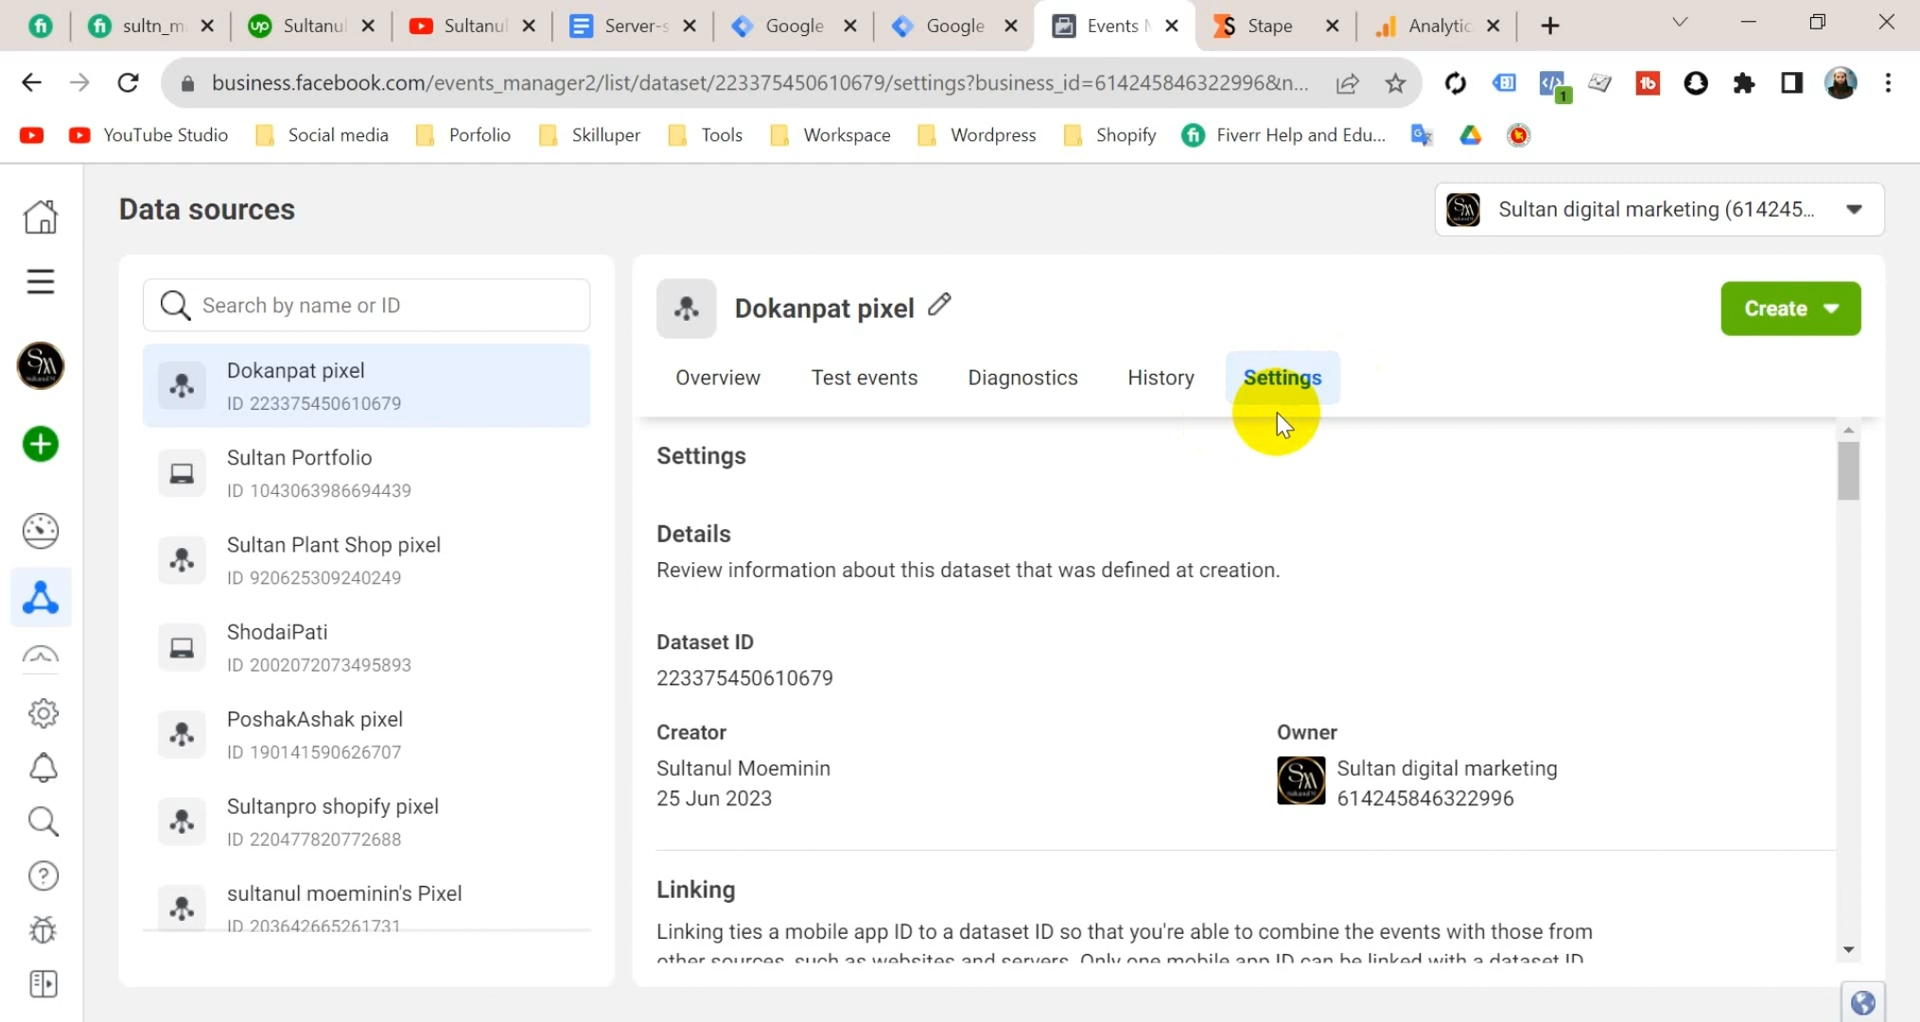 sultn_m
Sultanul
Sultanul
Server-s
Google
Google
Events M
Stape
Analytic
business.facebook.com/events_manager2/list/dataset/223375450610679/settings?business_id=614245846322996&n...
YouTube Studio
Social media
Porfolio
Skilluper
Tools
Workspace
Wordpress
Shopify
Fiverr Help and Edu...
Data sources
Sultan digital marketing (614245...
Search by name or ID
Dokanpat pixel
ID 223375450610679
Sultan Portfolio
ID 1043063986694439
Sultan Plant Shop pixel
ID 920625309240249
ShodaiPati
ID 2002072073495893
PoshakAshak pixel
ID 190141590626707
Sultanpro shopify pixel
ID 220477820772688
sultanul moeminin's Pixel
ID 203642665261731
Dokanpat pixel
Create
Overview
Test events
Diagnostics
History
Settings
Settings
Details
Review information about this dataset that was defined at creation.
Dataset ID
223375450610679
Creator
Sultanul Moeminin
25 Jun 2023
Owner
Sultan digital marketing
614245846322996
Linking
Linking ties a mobile app ID to a dataset ID so that you're able to combine the events with those from
other sources, such as websites and servers. Only one mobile app ID can be linked with a dataset ID